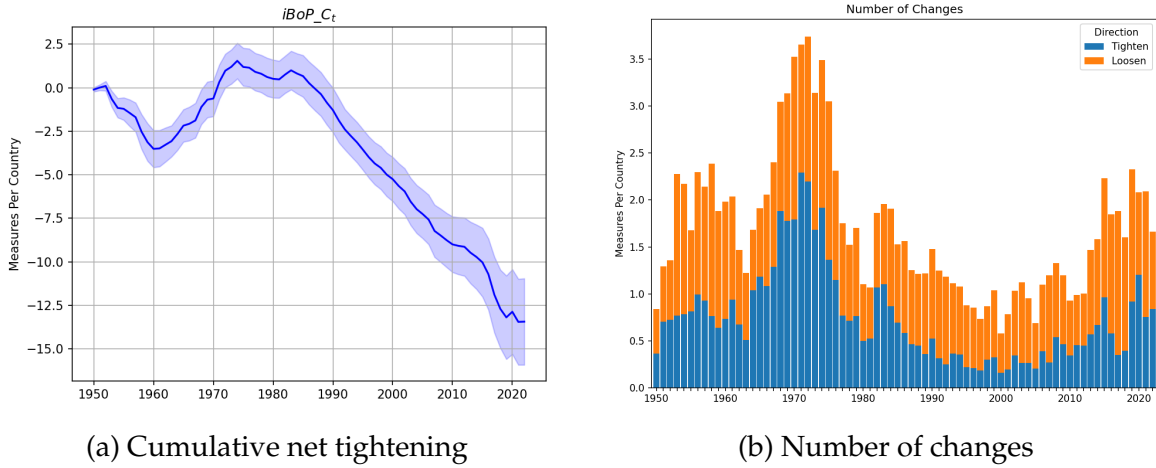 iBoP_C_t
Measures Per Country
2.5
0.0
−2.5
−5.0
−7.5
−10.0
−12.5
−15.0
1950 1960 1970 1980 1990 2000 2010 2020
(a) Cumulative net tightening
Number of Changes
Measures Per Country
3.5
3.0
2.5
2.0
1.5
1.0
0.5
0.0
1950 1960 1970 1980 1990 2000 2010 2020
Direction
Tighten
Loosen
(b) Number of changes